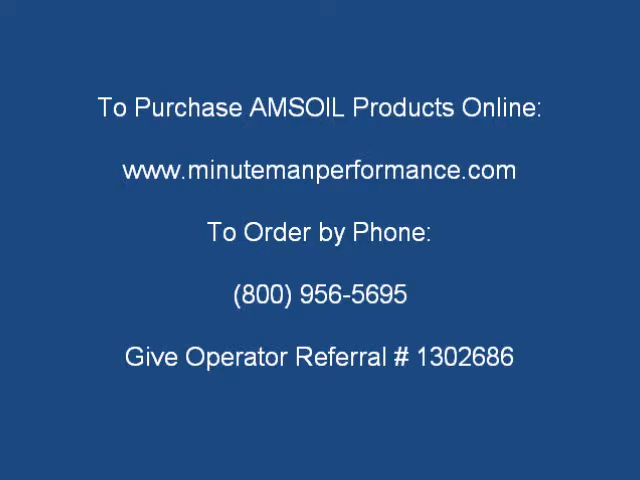 To Purchase AMSOIL Products Online:
www.minutemanperformance.com
To Order by Phone:
(800) 956-5695
Give Operator Referral # 1302686